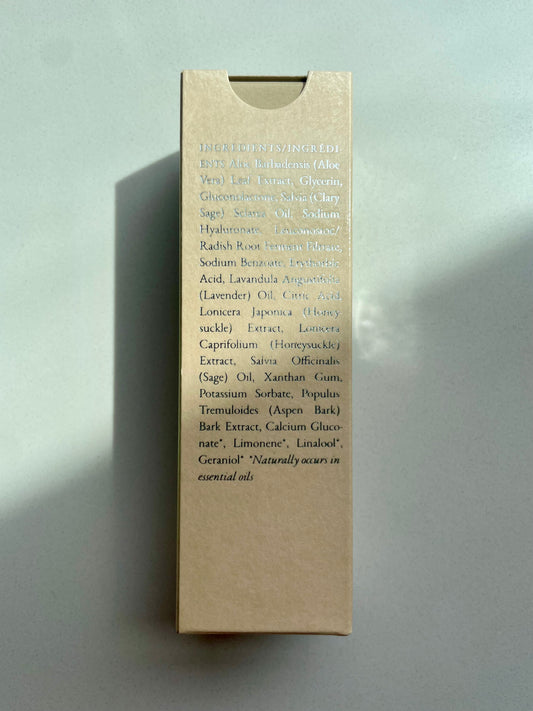 INGREDIENTS/INGRÉDI-
ENTS Aloe Barbadensis (Aloe
Vera) Leaf Extract, Glycerin,
Gluconolactone, Salvia (Clary
Sage) Sclarea Oil, Sodium
Hyaluronate, Leuconostoc/
Radish Root Ferment Filtrate,
Sodium Benzoate, Erythorbic
Acid, Lavandula Angustifolia
(Lavender) Oil, Citric Acid,
Lonicera Japonica (Honey
suckle) Extract, Lonicera
Caprifolium (Honeysuckle)
Extract, Salvia Officinalis
(Sage) Oil, Xanthan Gum,
Potassium Sorbate, Populus
Tremuloides (Aspen Bark)
Bark Extract, Calcium Gluco-
nate*, Limonene*, Linalool*,
Geraniol* *Naturally occurs in
essential oils